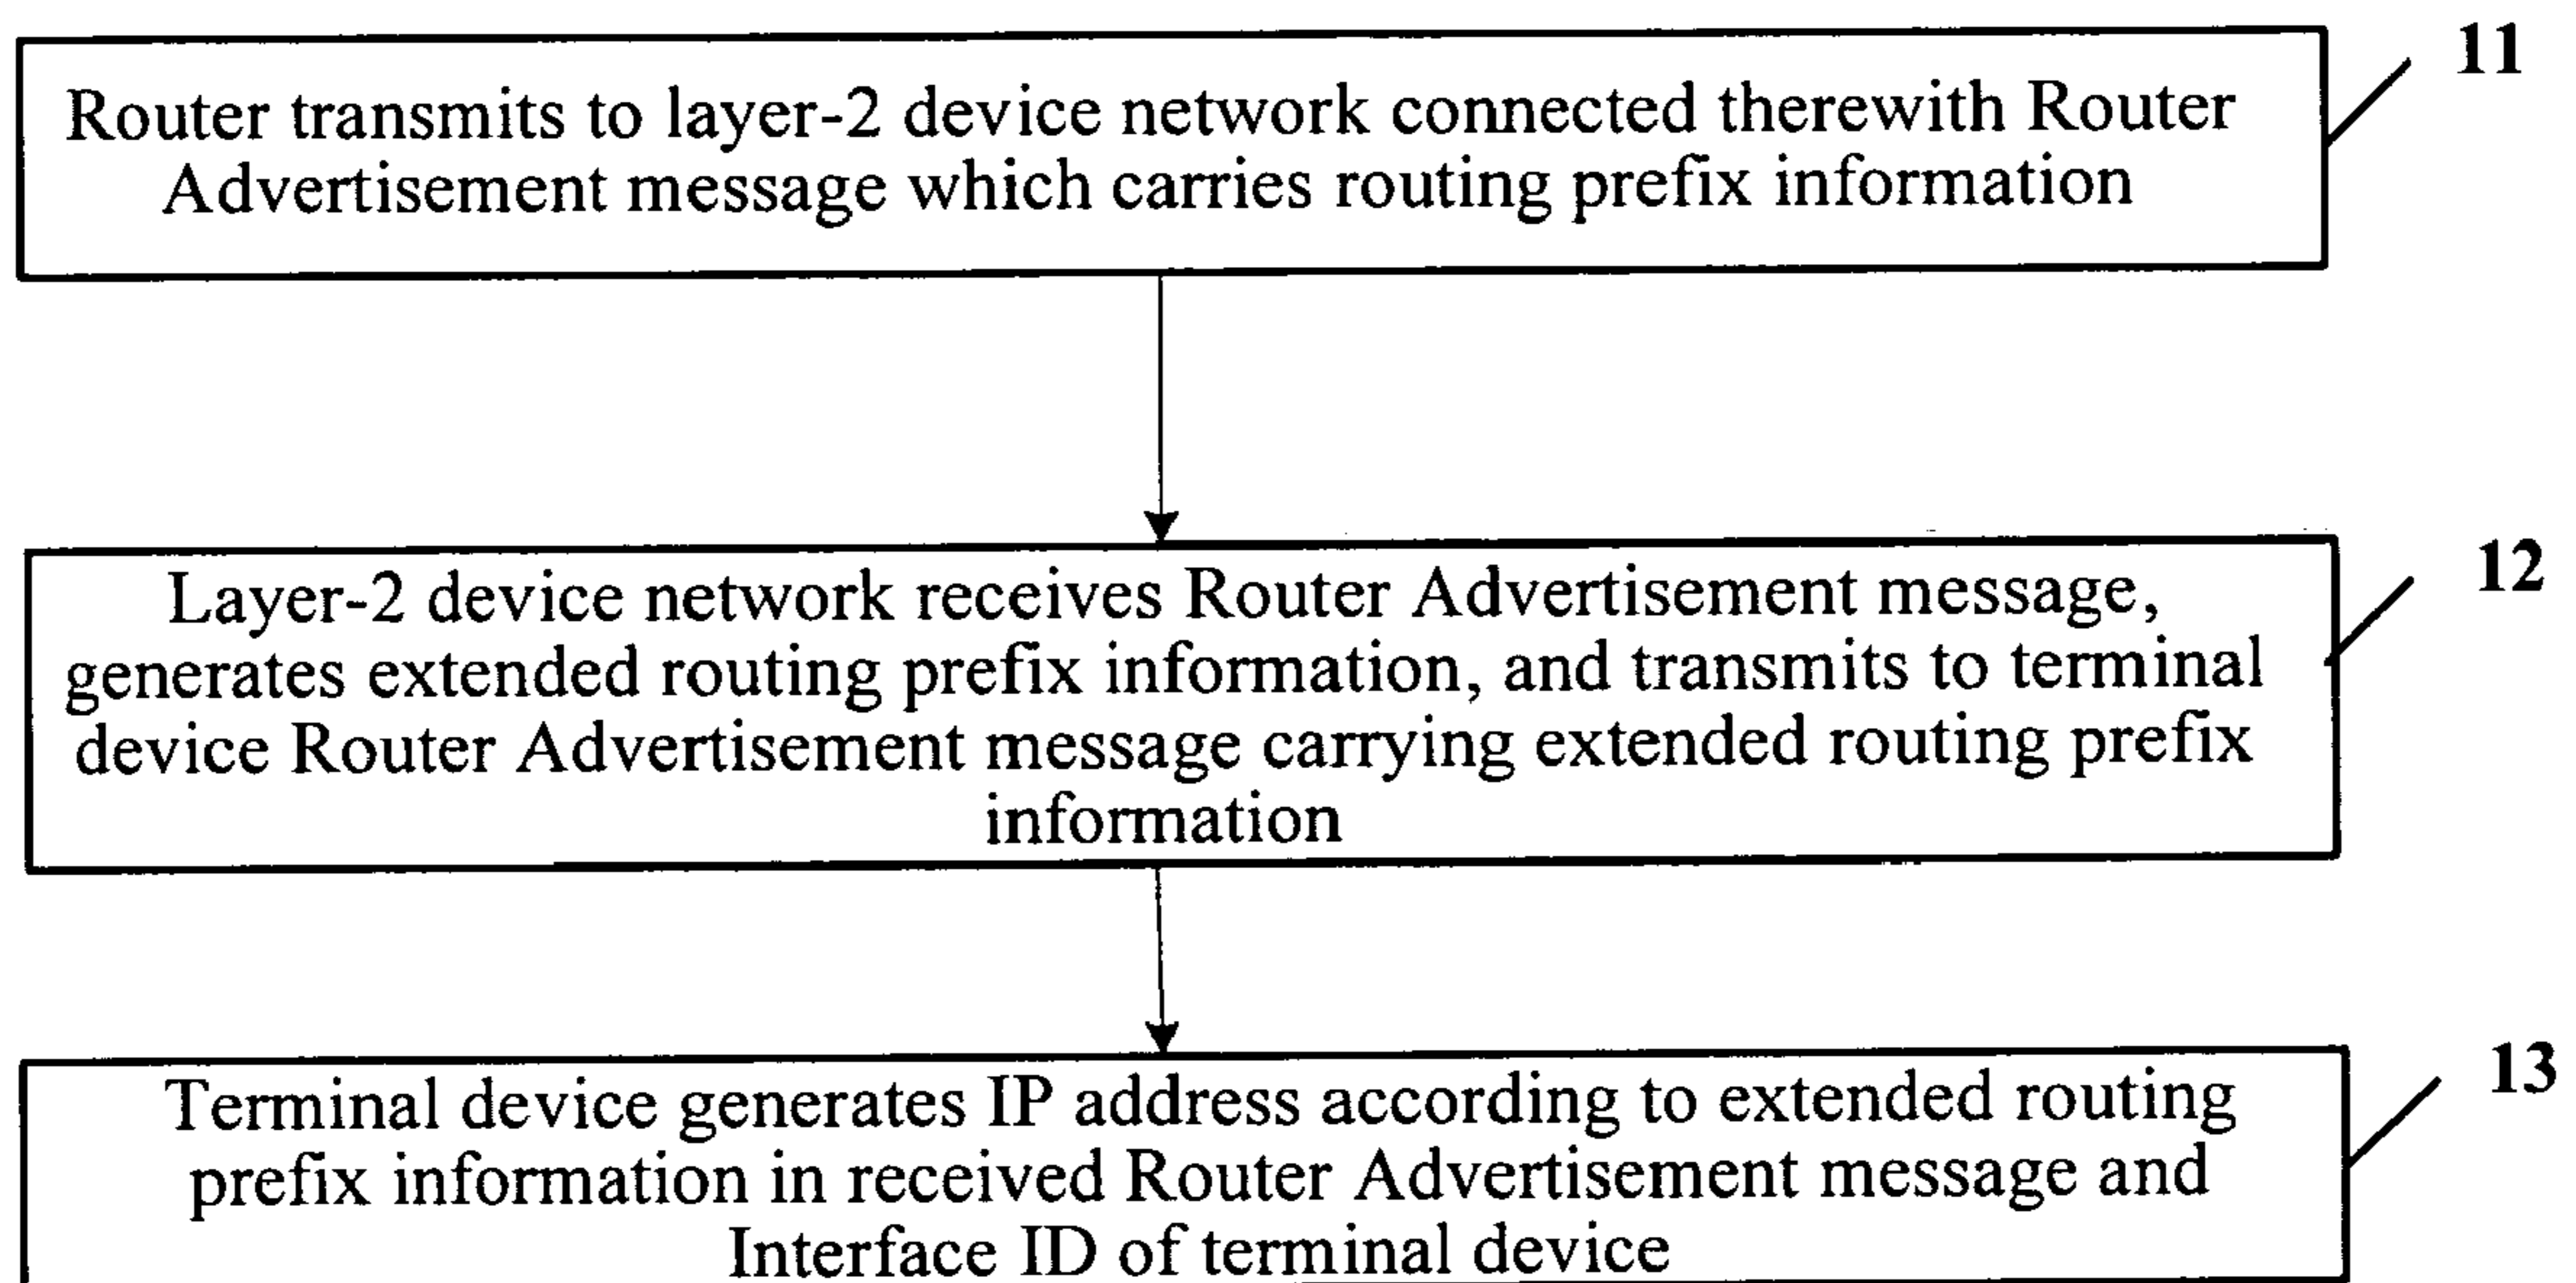 11
Router transmits to layer-2 device network connected therewith Router
Advertisement message which carries routing prefix information
12
Layer-2 device network receives Router Advertisement message,
generates extended routing prefix information, and transmits to terminal
device Router Advertisement message carrying extended routing prefix
information
13
Terminal device generates IP address according to extended routing
prefix information in received Router Advertisement message and
Interface ID of terminal device